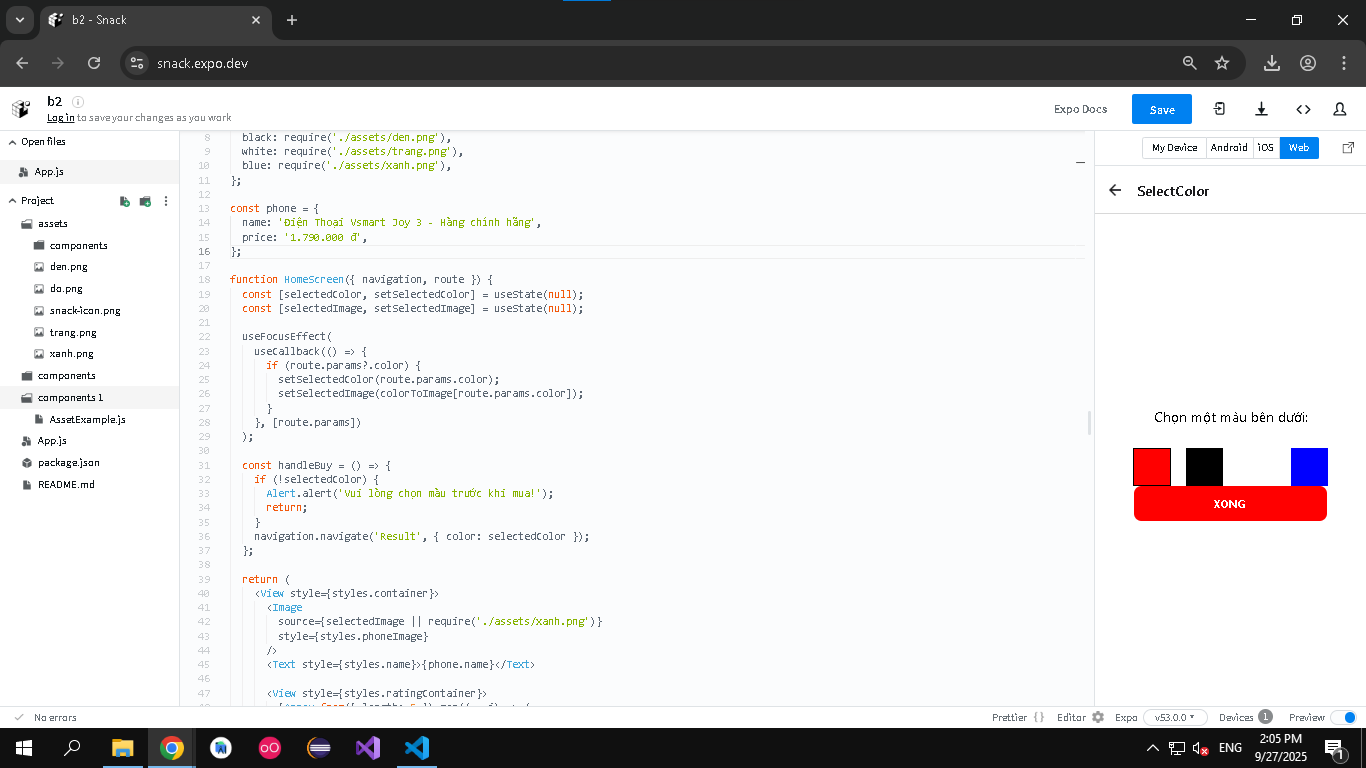 b2 - Snack
snack.expo.dev
b2
Log in to save your changes as you work
Expo Docs
Save
Open files
App.js
Project
assets
components
den.png
do.png
snack-icon.png
trang.png
xanh.png
components
components 1
AssetExample.js
App.js
package.json
README.md
8 black: require('./assets/den.png'),
9 white: require('./assets/trang.png'),
10 blue: require('./assets/xanh.png'),
11 };
12
13 const phone = {
14 name: 'Điện Thoại Vsmart Joy 3 - Hàng chính hãng',
15 price: '1.790.000 đ',
16 };
17
18 function HomeScreen({ navigation, route }) {
19 const [selectedColor, setSelectedColor] = useState(null);
20 const [selectedImage, setSelectedImage] = useState(null);
21
22 useFocusEffect(
23 useCallback(() => {
24 if (route.params?.color) {
25 setSelectedColor(route.params.color);
26 setSelectedImage(colorToImage[route.params.color]);
27 }
28 }, [route.params])
29 );
30
31 const handleBuy = () => {
32 if (!selectedColor) {
33 Alert.alert('Vui lòng chọn màu trước khi mua!');
34 return;
35 }
36 navigation.navigate('Result', { color: selectedColor });
37 };
38
39 return (
40 <View style={styles.container}>
41 <Image
42 source={selectedImage || require('./assets/xanh.png')}
43 style={styles.phoneImage}
44 />
45 <Text style={styles.name}>{phone.name}</Text>
46
47 <View style={styles.ratingContainer}>
My Device Android iOS Web
SelectColor
Chọn một màu bên dưới:
XONG
No errors
Prettier {} Editor Expo v53.0.0 Devices 1 Preview
ENG
2:05 PM
9/27/2025
1